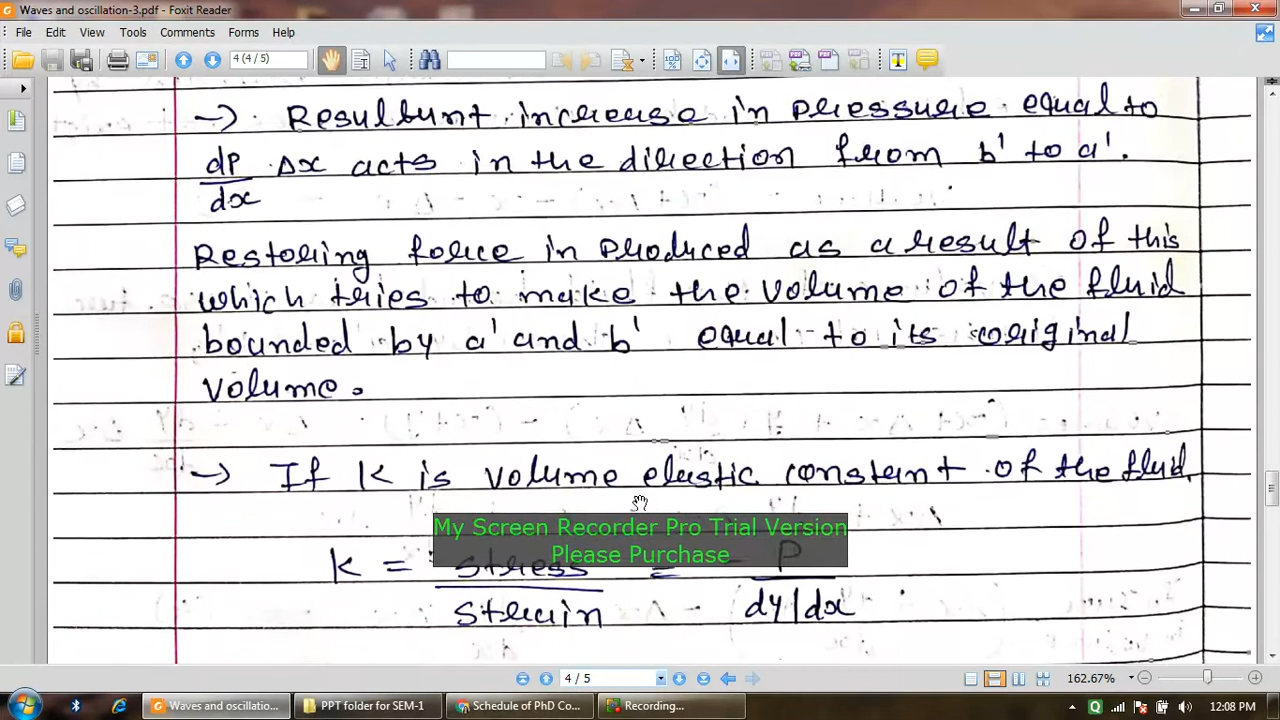 Waves and oscillation-3.pdf - Foxit Reader
File Edit View Tools Comments Forms Help
4 (4 / 5)
→ Resultunt increase in pressure equal to
dP/dx Δx acts in the direction from b' to a'.
Restoring force in produced as a result of this
which tries to make the volume of the fluid
bounded by a' and b' equal to its original
volume.
→ If K is volume elastic constant of the fluid.
My Screen Recorder Pro Trial Version
Please Purchase
K = stress/strain = - P/dy/dx
4 / 5
162.67%
Waves and oscillatio...
PPT folder for SEM-1
Schedule of PhD Co...
Recording...
12:08 PM